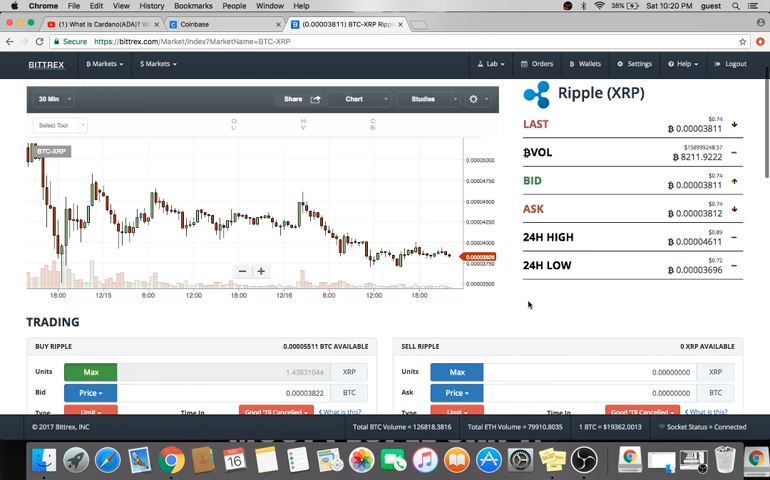 Chrome File Edit View History Bookmarks People Window Help 38% Sat 10:20 PM guest
(1) What Is Cardano(ADA)? W
Coinbase
(0.00003811) BTC-XRP Rippl
Secure https://bittrex.com/Market/Index?MarketName=BTC-XRP
BITTREX
฿ Markets
$ Markets
Lab
Orders
Wallets
Settings
Help
Logout
30 Min
Share
Chart
Studies
Select Tool
O:
H:
C:
L:
V:
B:
BTC-XRP
0.00005000
0.00004750
0.00004500
0.00004250
0.00004000
0.00003809
0.00003750
0.00003500
18:00 12/15 6:00 12:00 18:00 12/16 6:00 12:00 18:00
Ripple (XRP)
$0.74
LAST ฿ 0.00003811
฿VOL ฿ 8211.9222
$0.74
BID ฿ 0.00003811
$0.74
ASK ฿ 0.00003812
$0.89
24H HIGH ฿ 0.00004611
$0.72
24H LOW ฿ 0.00003696
TRADING
BUY RIPPLE 0.00005511 BTC AVAILABLE
Units Max 1.43831044 XRP
Bid Price 0.00003822 BTC
Type Limit Time In Good 'Til Cancelled What is this?
SELL RIPPLE 0 XRP AVAILABLE
Units Max 0.00000000 XRP
Ask Price 0.00000000 BTC
Type Limit Time In Good 'Til Cancelled What is this?
© 2017 Bittrex, INC Total BTC Volume = 126818.3816 Total ETH Volume = 79910.8035 1 BTC = $19362.0013 Socket Status = Connected
DEC
16